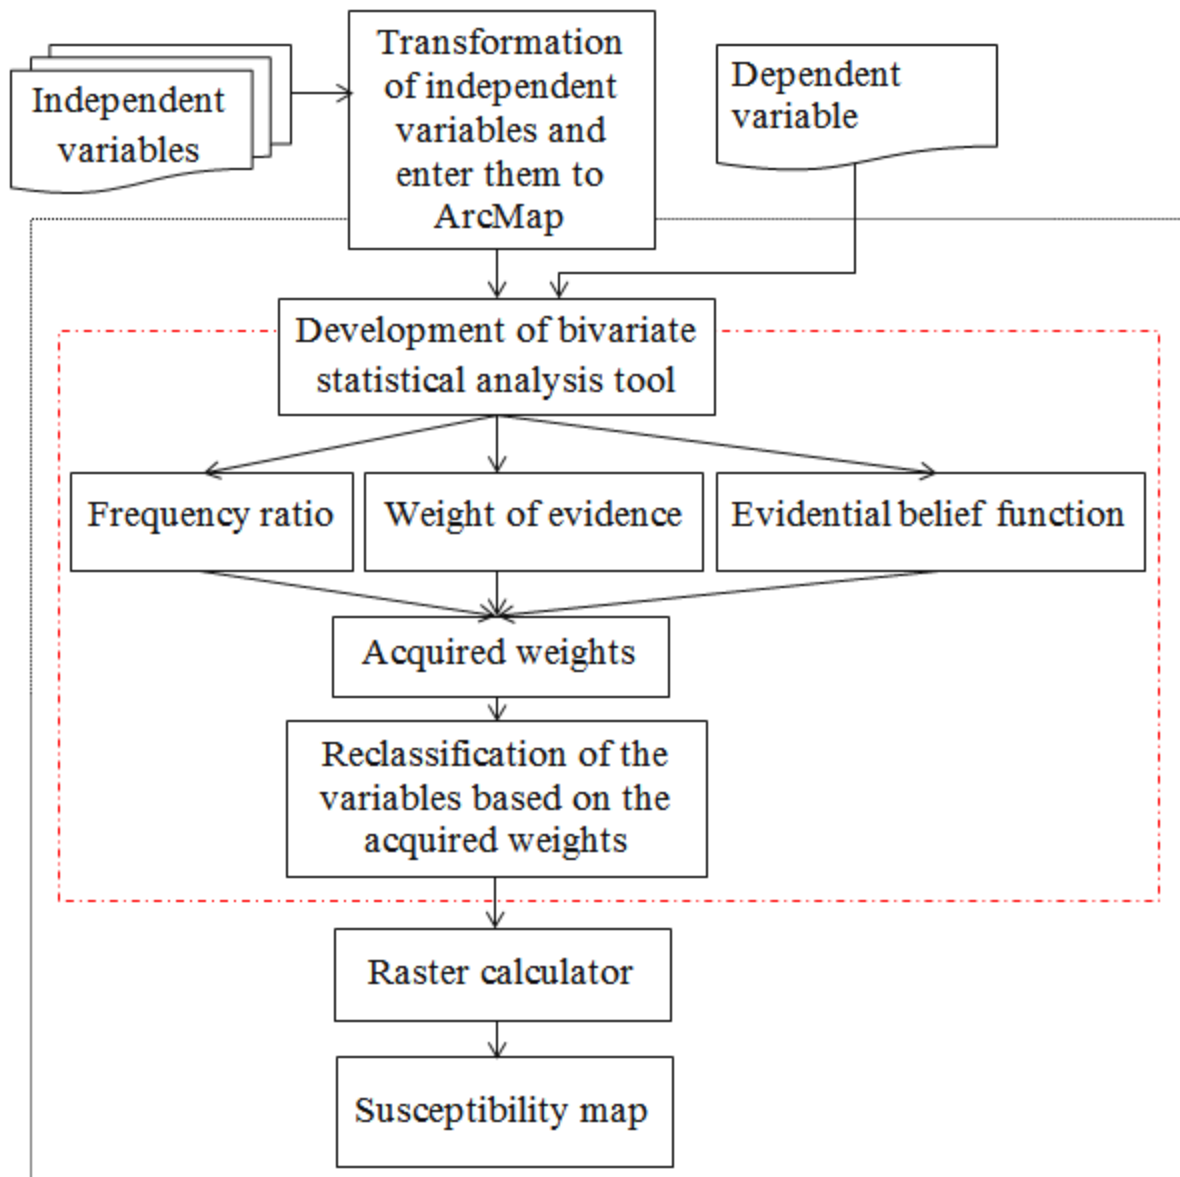 Independent
variables
Transformation
of independent
variables and
enter them to
ArcMap
Dependent
variable
Development of bivariate
statistical analysis tool
Frequency ratio
Weight of evidence
Evidential belief function
Acquired weights
Reclassification of the
variables based on the
acquired weights
Raster calculator
Susceptibility map